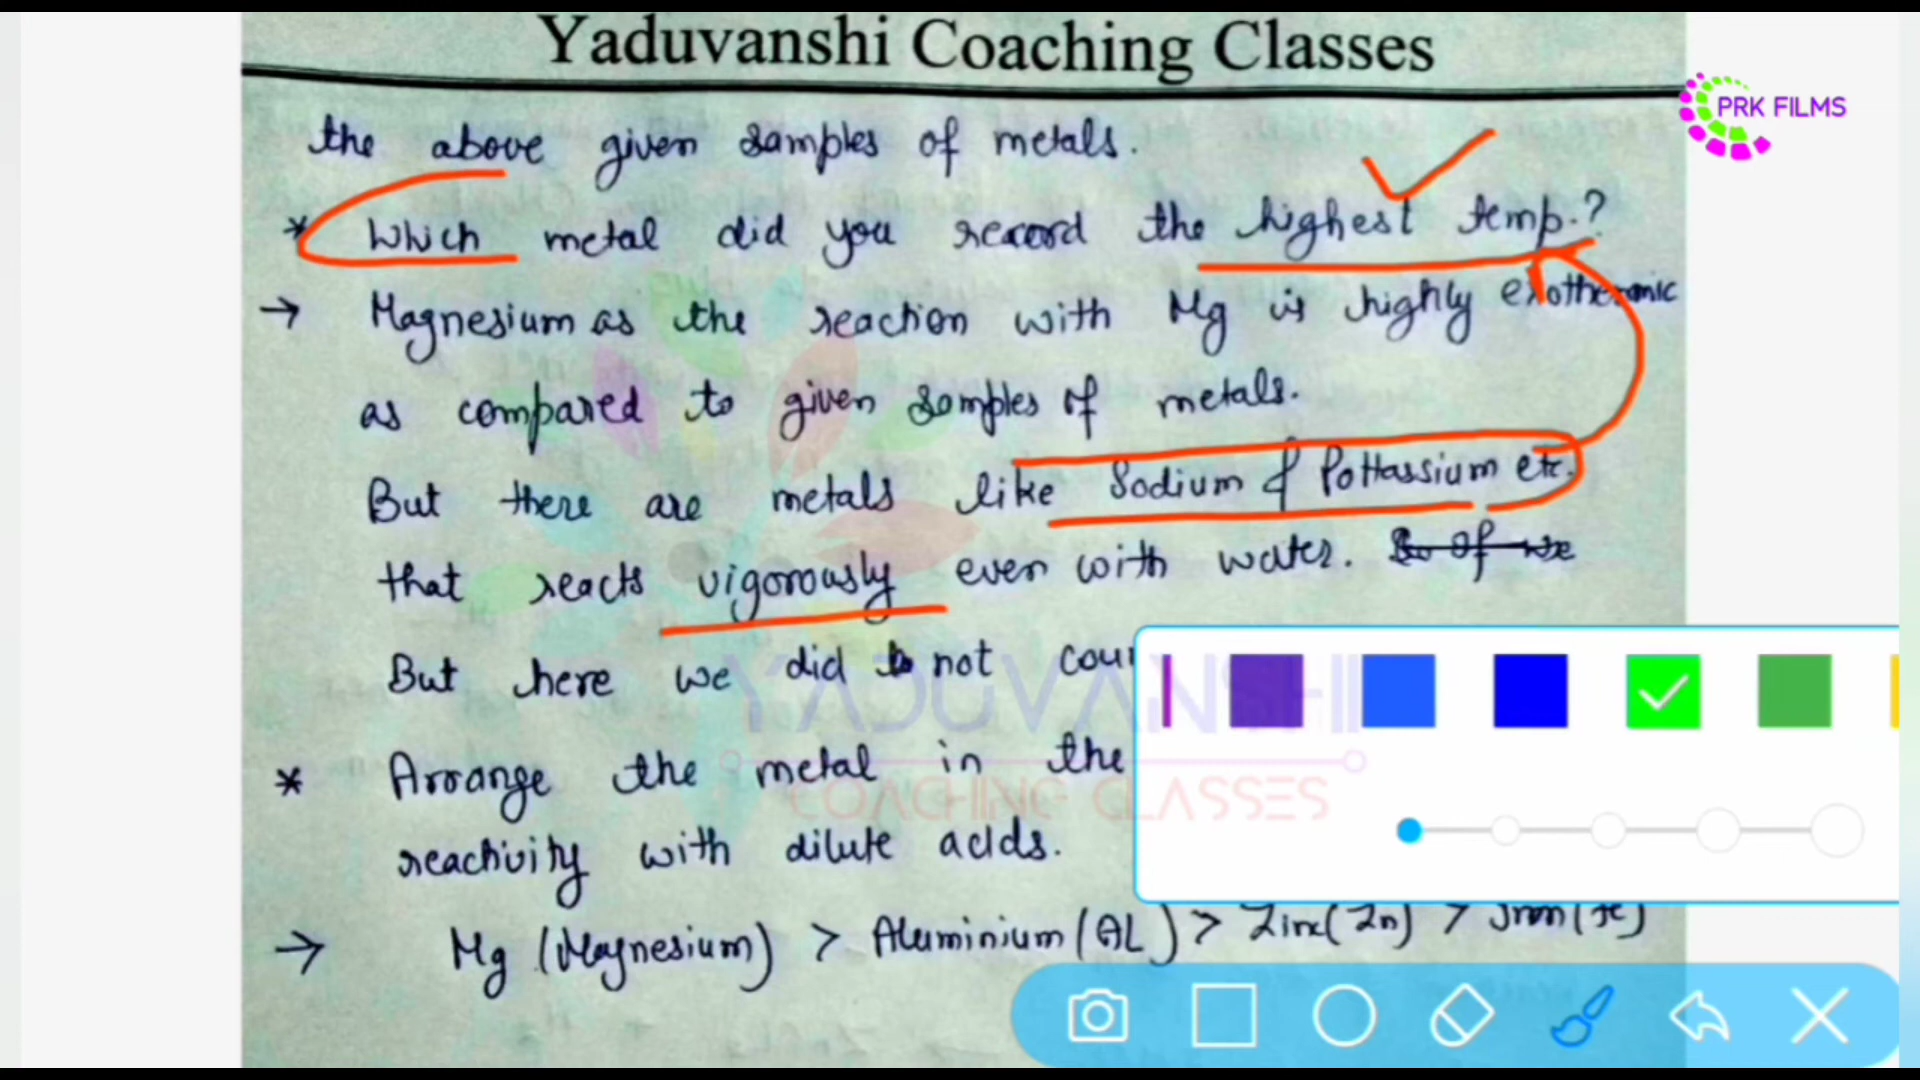 Yaduvanshi Coaching Classes
PRK FILMS
the above given samples of metals.
* Which metal did you record the highest temp.?
→ Magnesium as the reaction with Mg is highly exothermic
as compared to given samples of metals.
But there are metals like Sodium & Pottassium etc.
that reacts vigorously even with water.
But here we did not
* Arrange the metal in the
reactivity with dilute acids.
→ Mg (Magnesium) > Aluminium (AL) > Zinc (Zn) > Iron (Fe)
YADUVANSHI
COACHING CLASSES